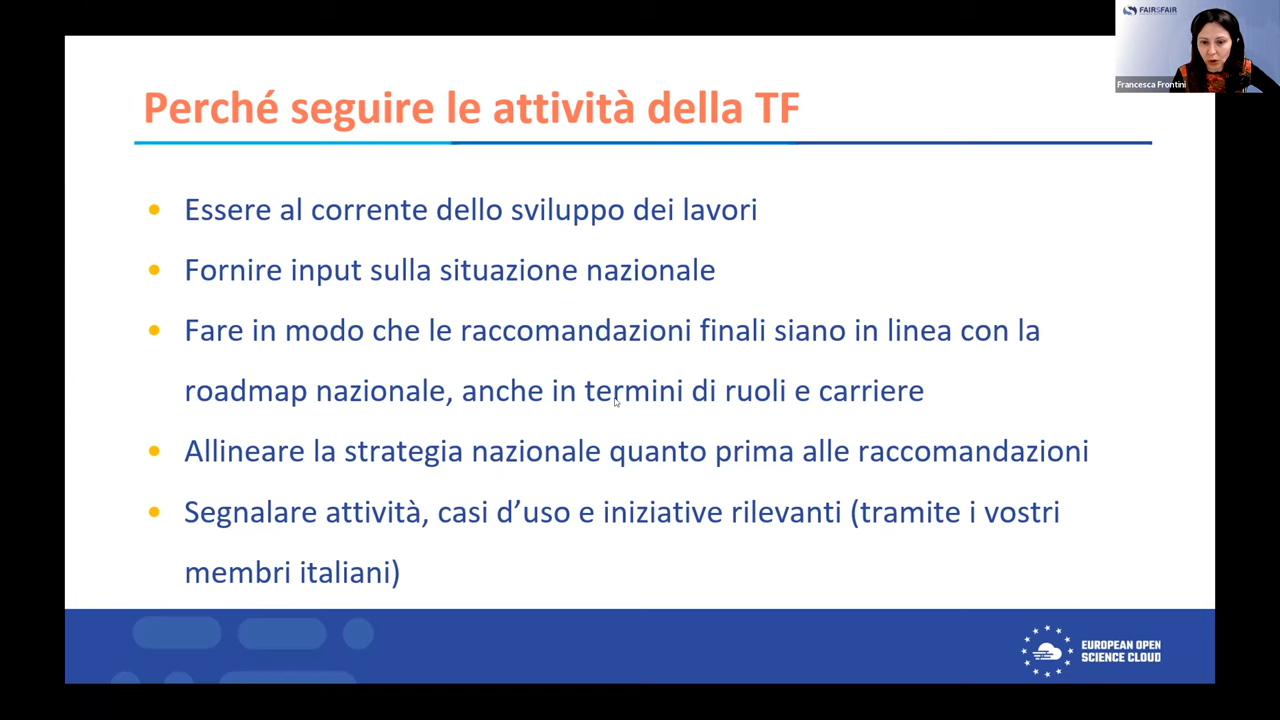 FAIRSFAIR
Francesca Frontini
Perché seguire le attività della TF
Essere al corrente dello sviluppo dei lavori
Fornire input sulla situazione nazionale
Fare in modo che le raccomandazioni finali siano in linea con la
roadmap nazionale, anche in termini di ruoli e carriere
Allineare la strategia nazionale quanto prima alle raccomandazioni
Segnalare attività, casi d’uso e iniziative rilevanti (tramite i vostri
membri italiani)
EUROPEAN OPEN
SCIENCE CLOUD